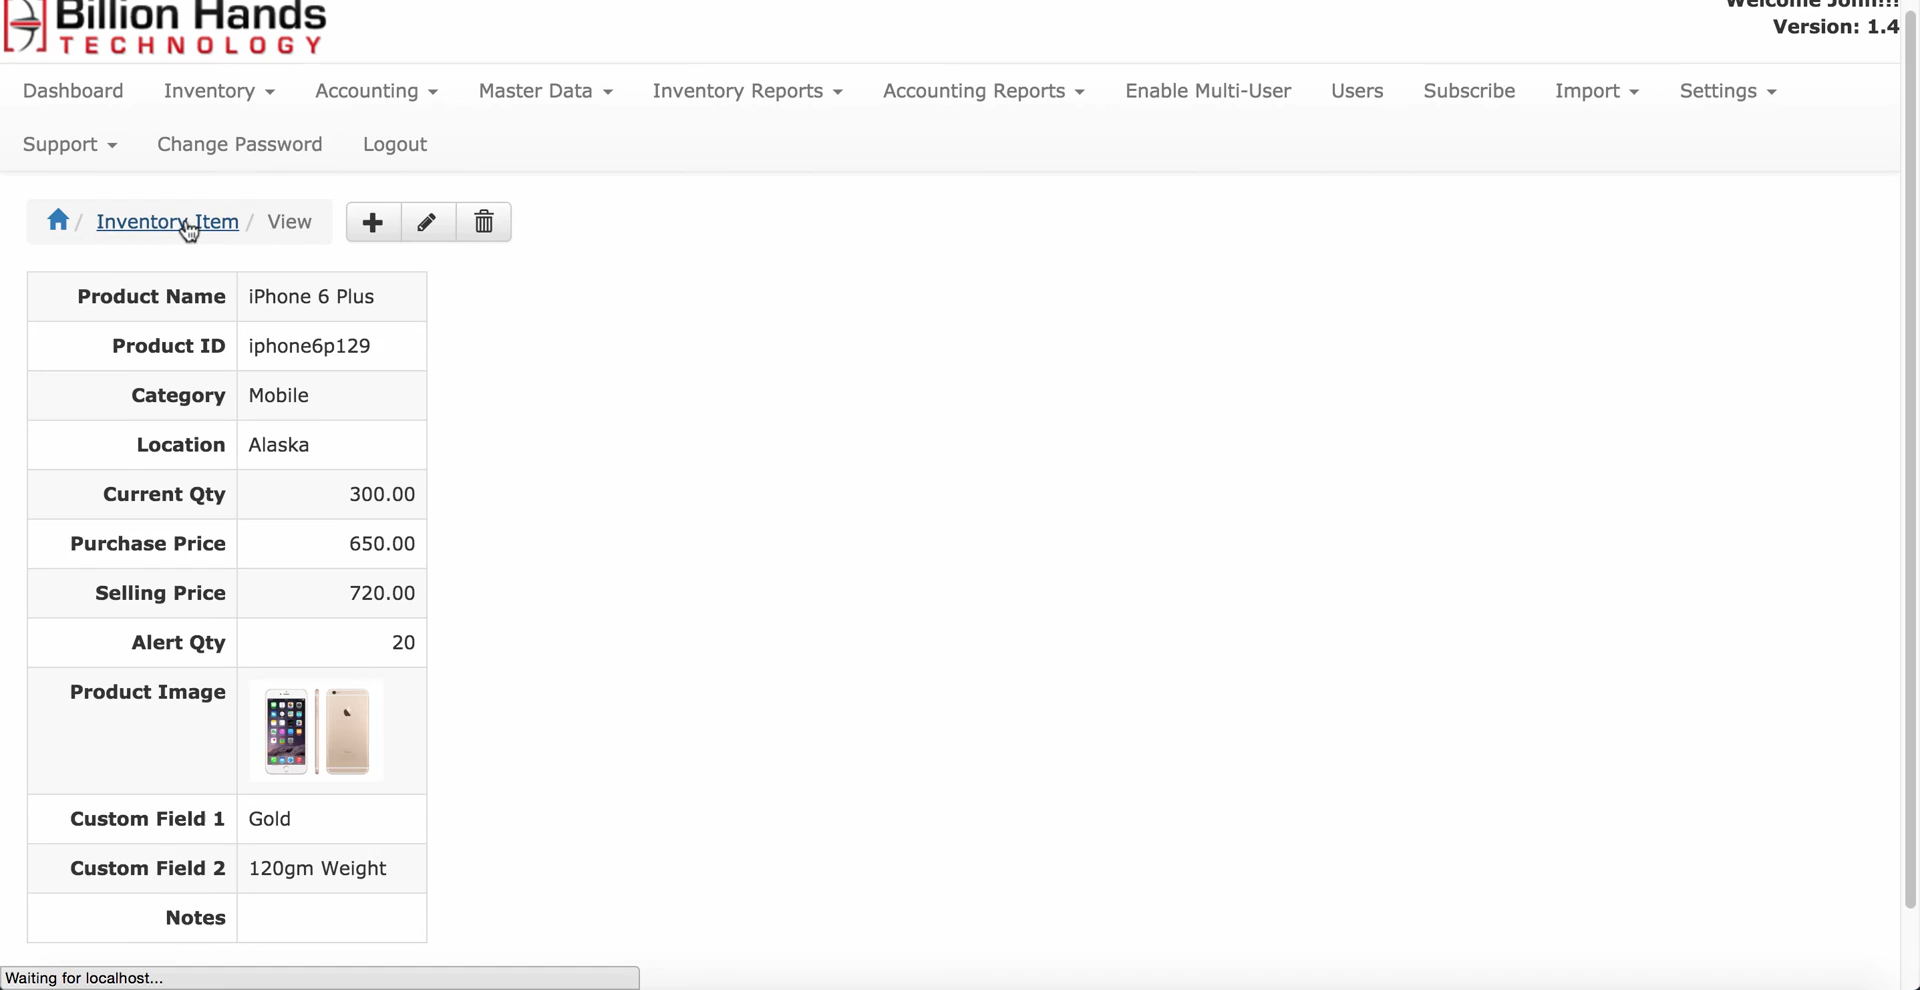 Billion Hands
TECHNOLOGY
Welcome John!!!
Version: 1.4
Dashboard Inventory Accounting Master Data Inventory Reports Accounting Reports Enable Multi-User Users Subscribe Import Settings
Support Change Password Logout
/ Inventory Item / View
Product Name iPhone 6 Plus
Product ID iphone6p129
Category Mobile
Location Alaska
Current Qty 300.00
Purchase Price 650.00
Selling Price 720.00
Alert Qty 20
Product Image
Custom Field 1 Gold
Custom Field 2 120gm Weight
Notes
Waiting for localhost...